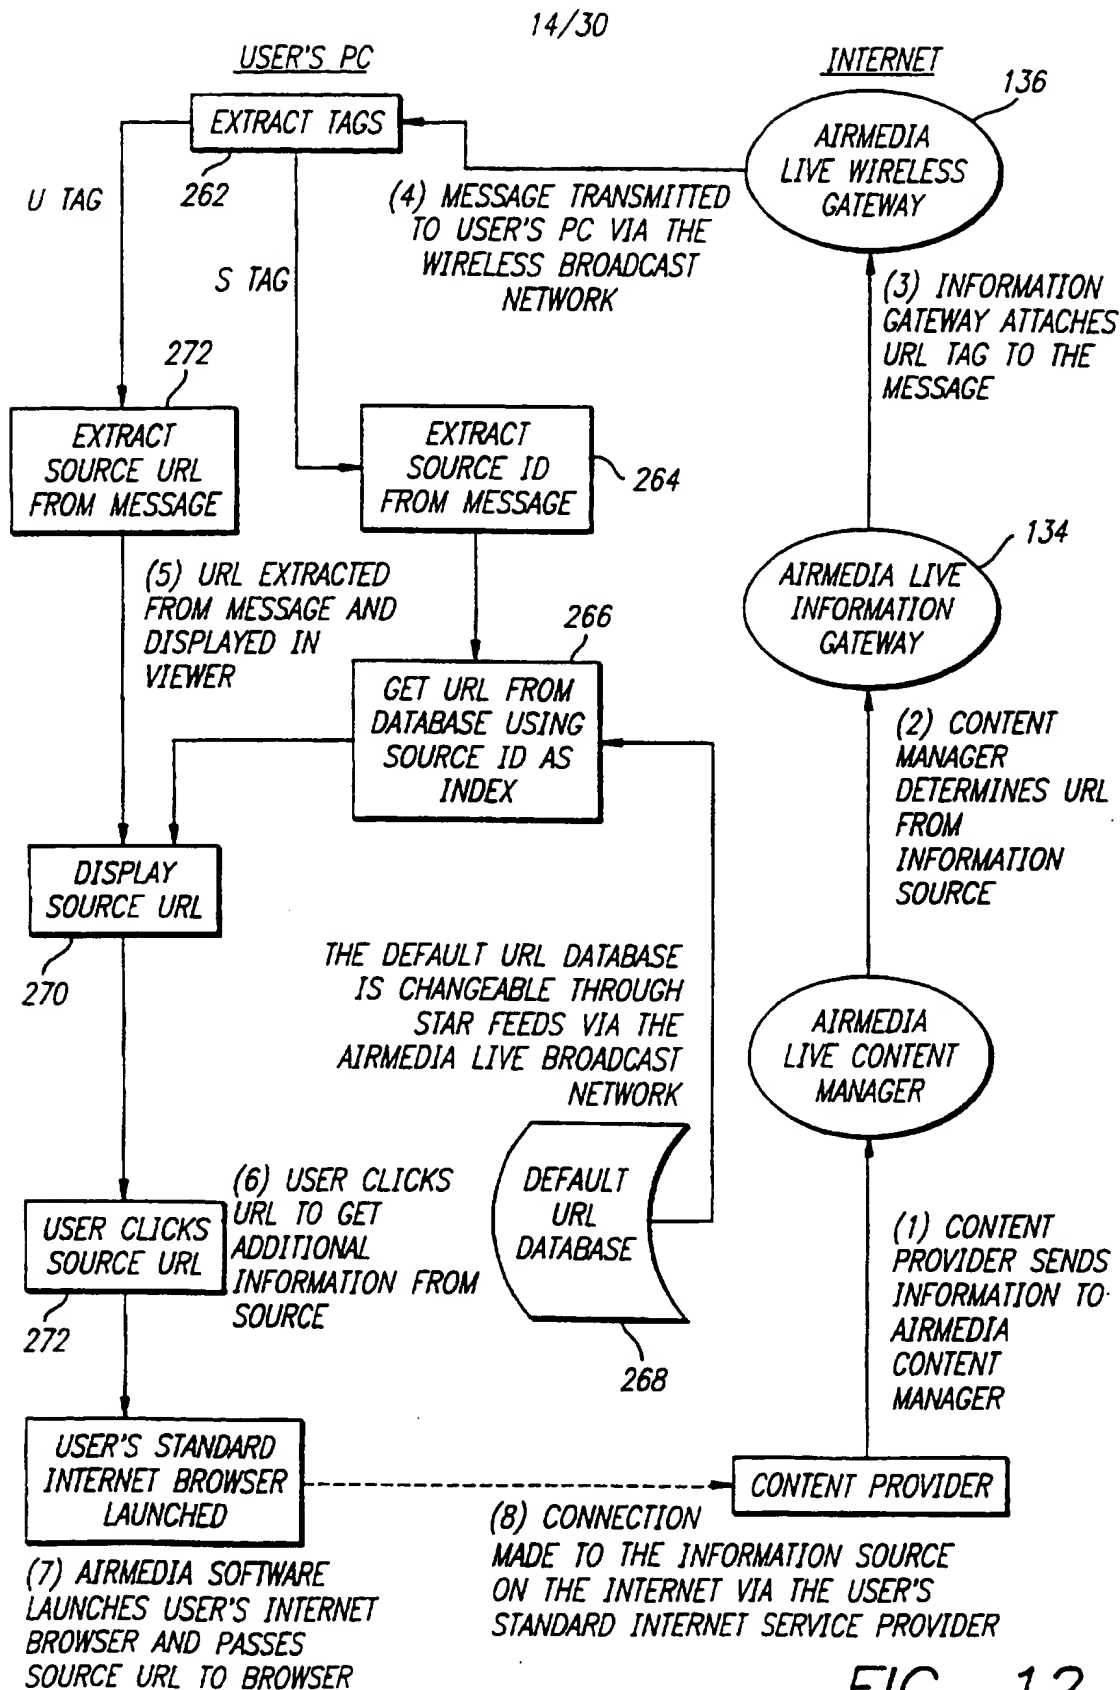 14/30
USER'S PC
INTERNET
136
EXTRACT TAGS
262
AIRMEDIA
LIVE WIRELESS
GATEWAY
U TAG
S TAG
(4) MESSAGE TRANSMITTED
TO USER'S PC VIA THE
WIRELESS BROADCAST
NETWORK
(3) INFORMATION
GATEWAY ATTACHES
URL TAG TO THE
MESSAGE
272
EXTRACT
SOURCE URL
FROM MESSAGE
EXTRACT
SOURCE ID
FROM MESSAGE
264
134
AIRMEDIA LIVE
INFORMATION
GATEWAY
(5) URL EXTRACTED
FROM MESSAGE AND
DISPLAYED IN
VIEWER
266
GET URL FROM
DATABASE USING
SOURCE ID AS
INDEX
(2) CONTENT
MANAGER
DETERMINES URL
FROM
INFORMATION
SOURCE
DISPLAY
SOURCE URL
270
THE DEFAULT URL DATABASE
IS CHANGEABLE THROUGH
STAR FEEDS VIA THE
AIRMEDIA LIVE BROADCAST
NETWORK
AIRMEDIA
LIVE CONTENT
MANAGER
DEFAULT
URL
DATABASE
268
USER CLICKS
SOURCE URL
272
(6) USER CLICKS
URL TO GET
ADDITIONAL
INFORMATION FROM
SOURCE
(1) CONTENT
PROVIDER SENDS
INFORMATION TO
AIRMEDIA
CONTENT
MANAGER
USER'S STANDARD
INTERNET BROWSER
LAUNCHED
CONTENT PROVIDER
(7) AIRMEDIA SOFTWARE
LAUNCHES USER'S INTERNET
BROWSER AND PASSES
SOURCE URL TO BROWSER
(8) CONNECTION
MADE TO THE INFORMATION SOURCE
ON THE INTERNET VIA THE USER'S
STANDARD INTERNET SERVICE PROVIDER
FIG. 12